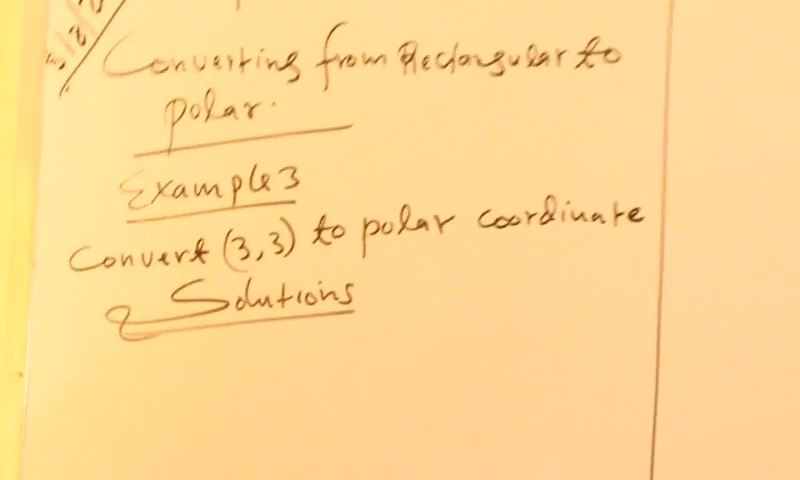 Converting from Rectangular to
polar.
Example 3
Convert (3,3) to polar coordinate
Solutions